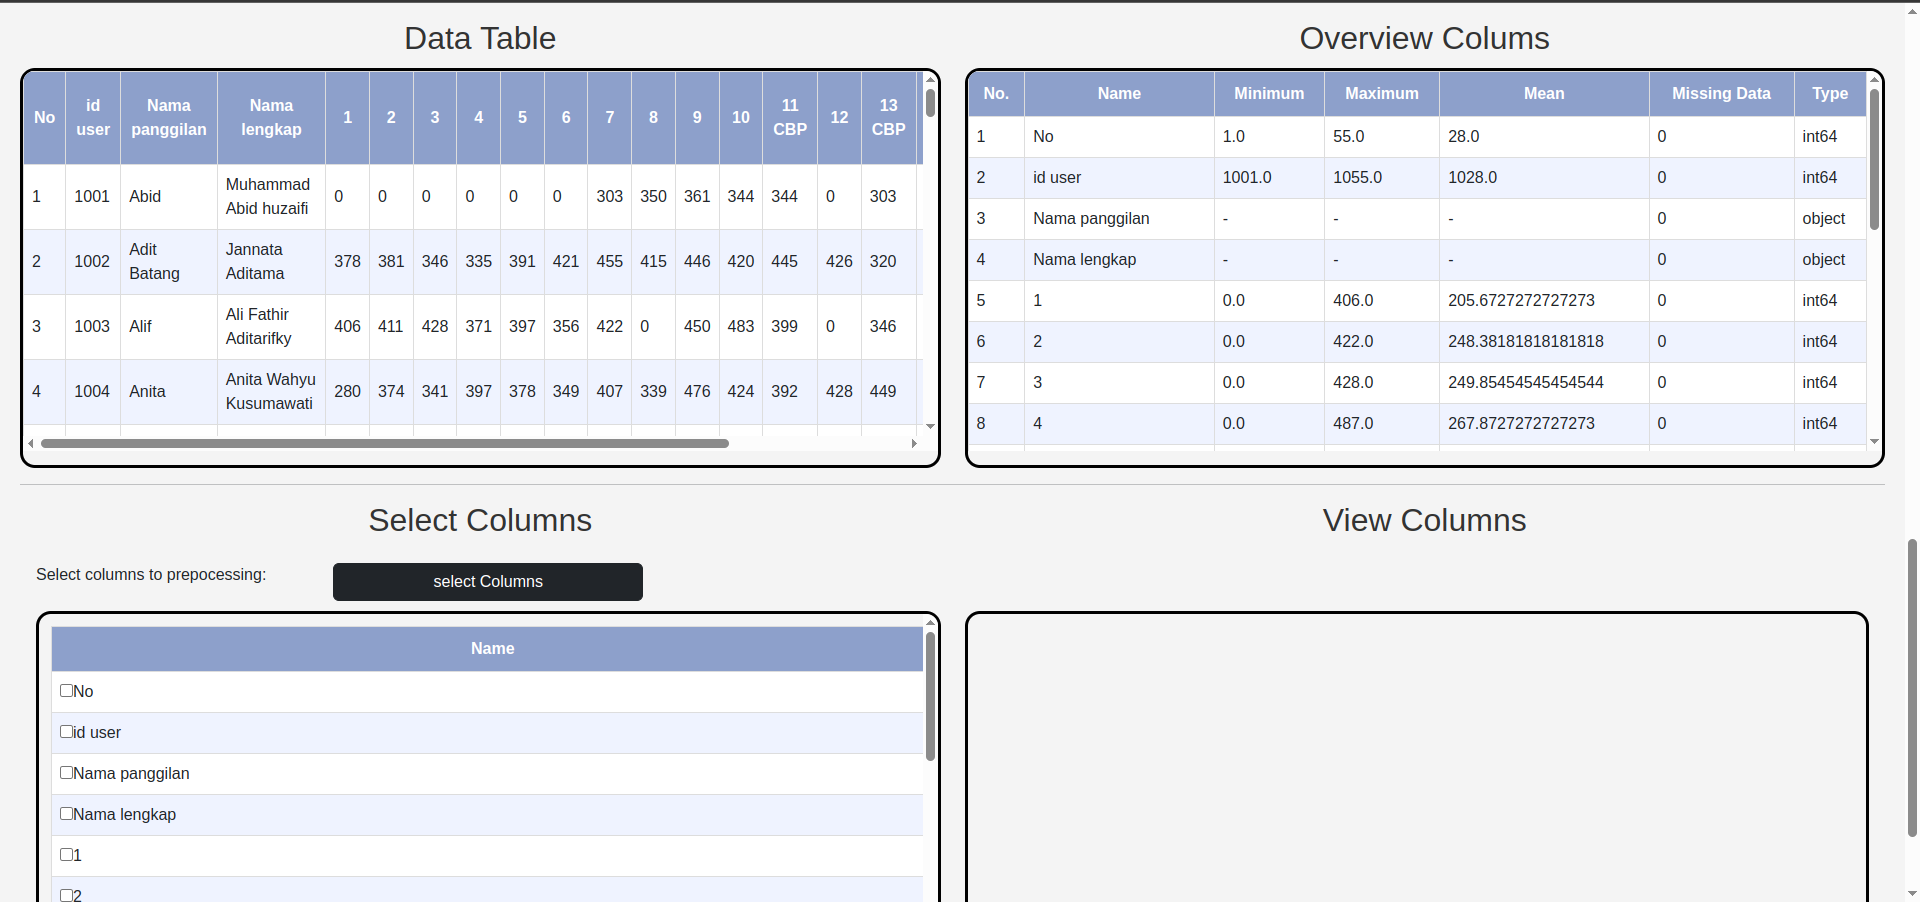 Data Table
No id user Nama panggilan Nama lengkap 1 2 3 4 5 6 7 8 9 10 11 CBP 12 13 CBP
1 1001 Abid Muhammad Abid huzaifi 0 0 0 0 0 0 303 350 361 344 344 0 303
2 1002 Adit Batang Jannata Aditama 378 381 346 335 391 421 455 415 446 420 445 426 320
3 1003 Alif Ali Fathir Aditarifky 406 411 428 371 397 356 422 0 450 483 399 0 346
4 1004 Anita Anita Wahyu Kusumawati 280 374 341 397 378 349 407 339 476 424 392 428 449
Overview Colums
No. Name Minimum Maximum Mean Missing Data Type
1 No 1.0 55.0 28.0 0 int64
2 id user 1001.0 1055.0 1028.0 0 int64
3 Nama panggilan - - - 0 object
4 Nama lengkap - - - 0 object
5 1 0.0 406.0 205.6727272727273 0 int64
6 2 0.0 422.0 248.38181818181818 0 int64
7 3 0.0 428.0 249.85454545454544 0 int64
8 4 0.0 487.0 267.8727272727273 0 int64
Select Columns
Select columns to prepocessing:
select Columns
Name
No
id user
Nama panggilan
Nama lengkap
1
2
View Columns